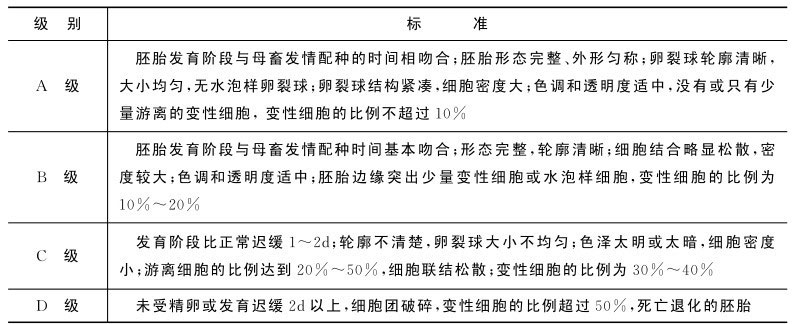 级 别 标 准
A 级
胚胎发育阶段与母畜发情配种的时间相吻合;胚胎形态完整、外形匀称;卵裂球轮廓清晰,
大小均匀,无水泡样卵裂球;卵裂球结构紧凑,细胞密度大;色调和透明度适中,没有或只有少
量游离的变性细胞,变性细胞的比例不超过10%
B 级
胚胎发育阶段与母畜发情配种时间基本吻合;形态完整,轮廓清晰;细胞结合略显松散,密
度较大;色调和透明度适中;胚胎边缘突出少量变性细胞或水泡样细胞,变性细胞的比例为
10%~20%
C 级
发育阶段比正常迟缓1~2d;轮廓不清楚,卵裂球大小不均匀;色泽太明或太暗,细胞密度
小;游离细胞的比例达到20%~50%,细胞联结松散;变性细胞的比例为30%~40%
D 级
未受精卵或发育迟缓2d以上,细胞团破碎,变性细胞的比例超过50%,死亡退化的胚胎